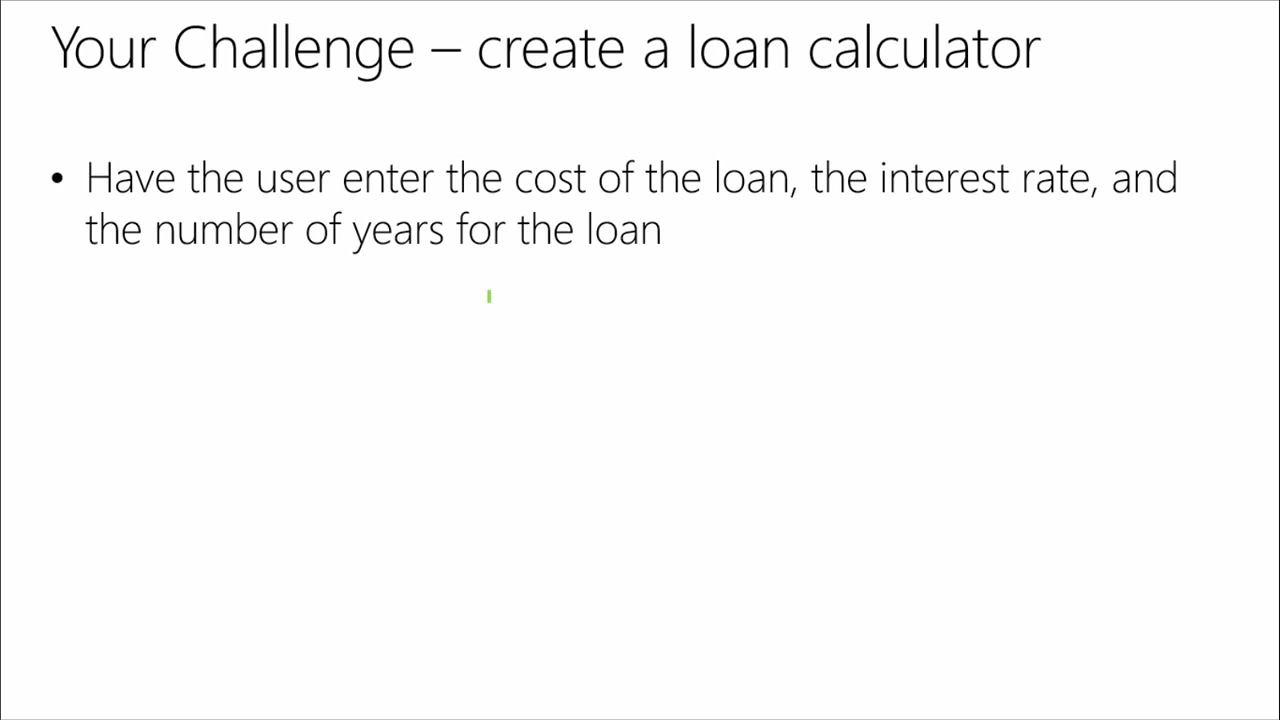 Your Challenge – create a loan calculator
• Have the user enter the cost of the loan, the interest rate, and
the number of years for the loan